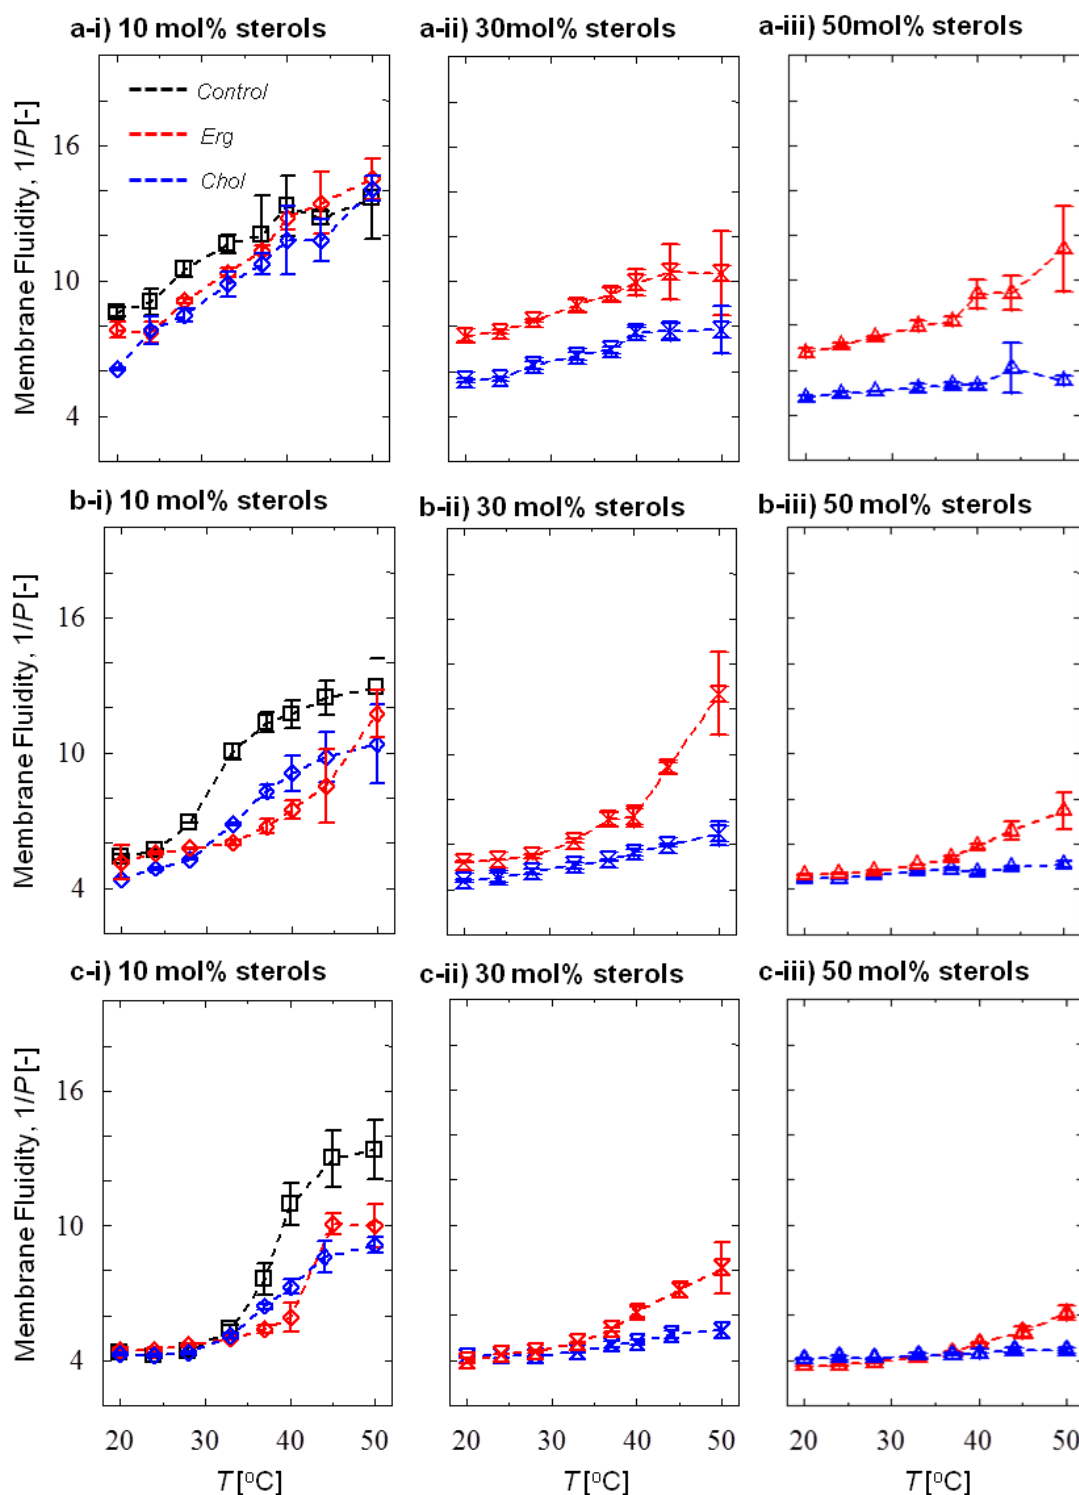 a-i) 10 mol% sterols
a-ii) 30mol% sterols
a-iii) 50mol% sterols
Membrane Fluidity, 1/P [-]
16
10
4
Control
Erg
Chol
b-i) 10 mol% sterols
b-ii) 30 mol% sterols
b-iii) 50 mol% sterols
Membrane Fluidity, 1/P [-]
16
10
4
c-i) 10 mol% sterols
c-ii) 30 mol% sterols
c-iii) 50 mol% sterols
Membrane Fluidity, 1/P [-]
16
10
4
20 30 40 50
20 30 40 50
20 30 40 50
T [°C]
T [°C]
T [°C]